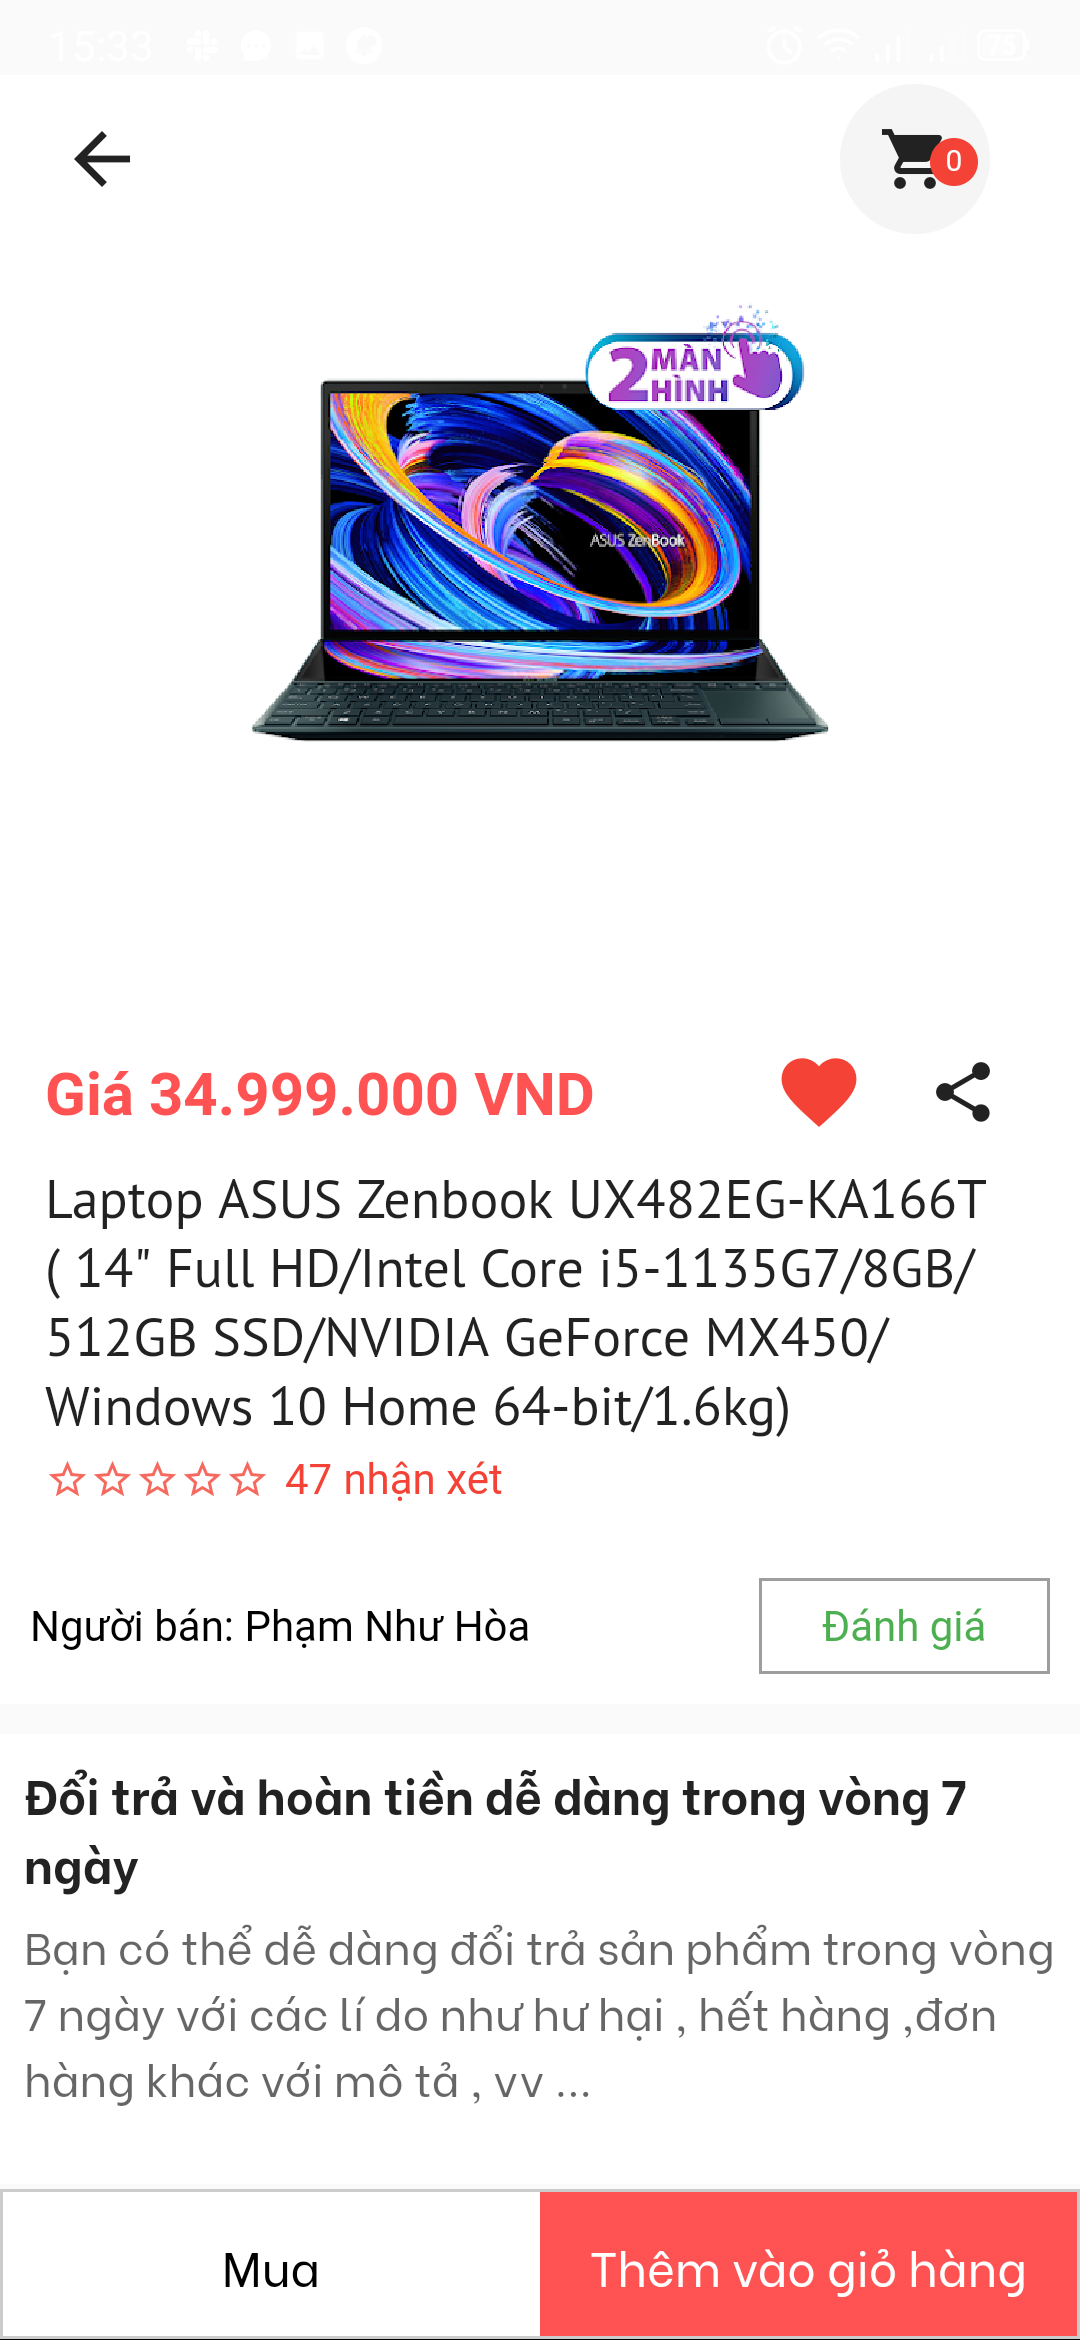 15:33
75
0
2 MÀN
HÌNH
ASUS ZenBook
Giá 34.999.000 VND
Laptop ASUS Zenbook UX482EG-KA166T
( 14" Full HD/Intel Core i5-1135G7/8GB/
512GB SSD/NVIDIA GeForce MX450/
Windows 10 Home 64-bit/1.6kg)
47 nhận xét
Người bán: Phạm Như Hòa
Đánh giá
Đổi trả và hoàn tiền dễ dàng trong vòng 7
ngày
Bạn có thể dễ dàng đổi trả sản phẩm trong vòng
7 ngày với các lí do như hư hại , hết hàng ,đơn
hàng khác với mô tả , vv ...
Mua
Thêm vào giỏ hàng